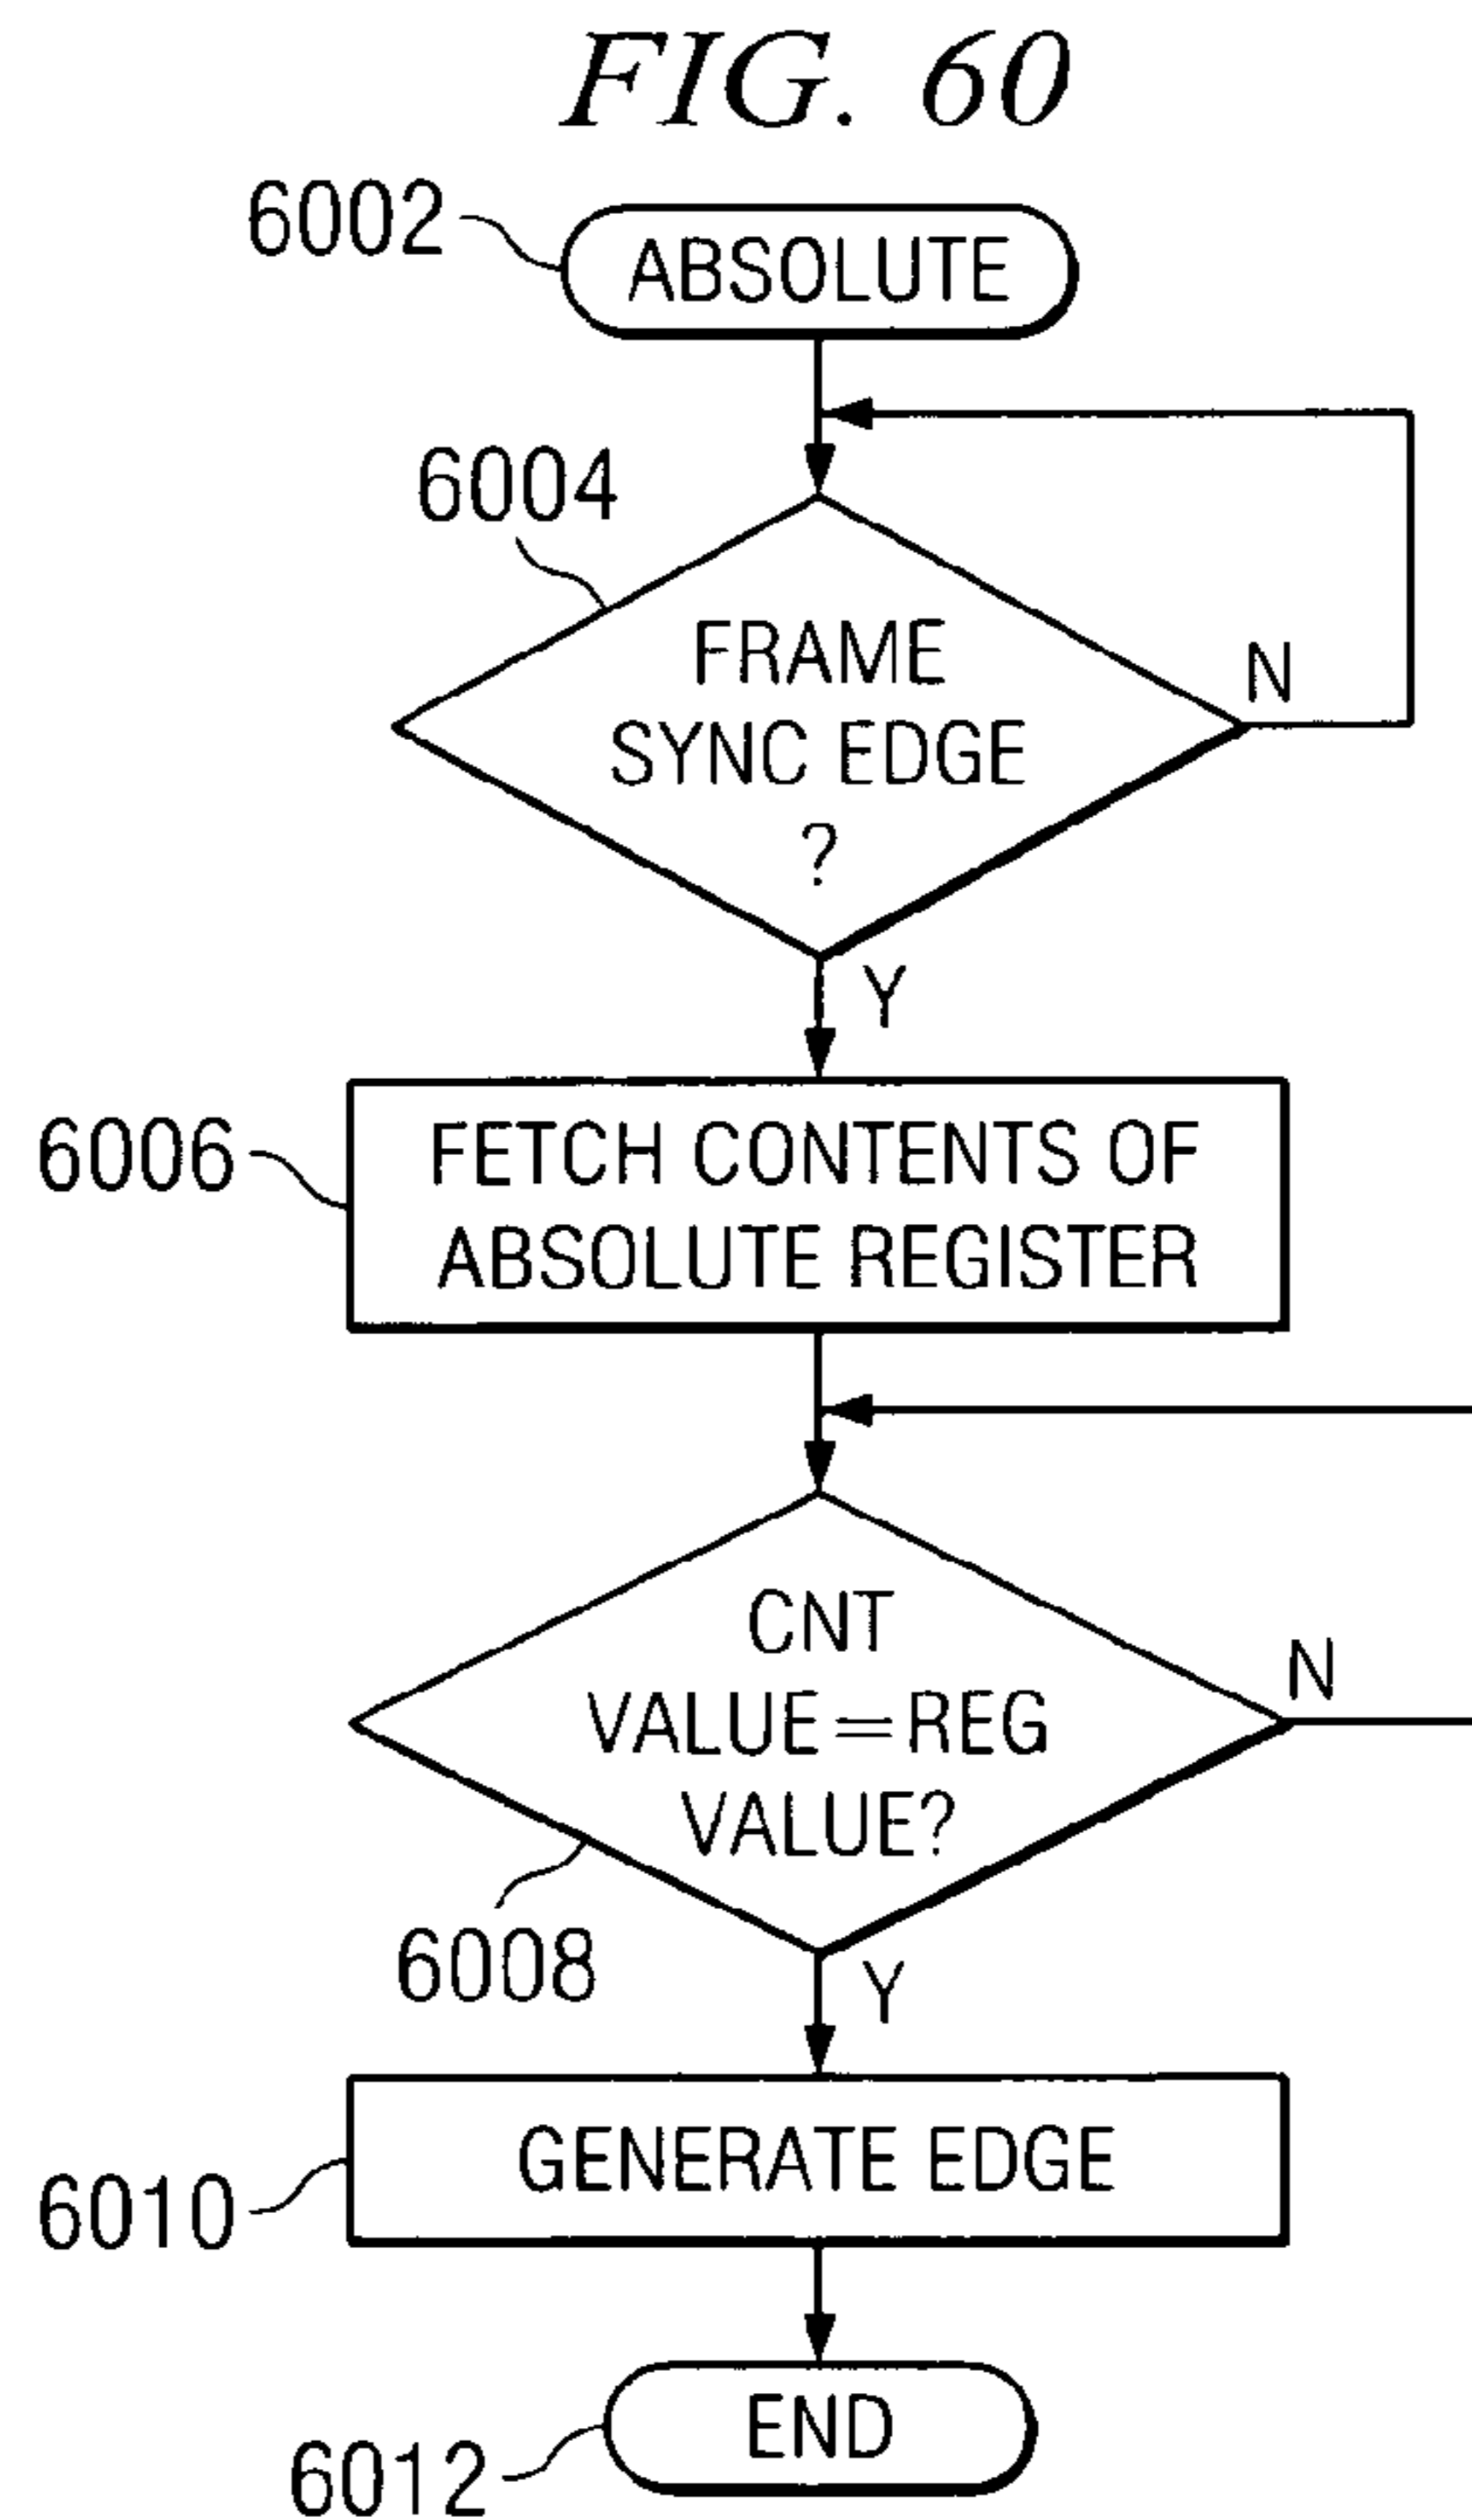 FIG. 60
6002
ABSOLUTE
6004
FRAME
SYNC EDGE
?
N
Y
6006
FETCH CONTENTS OF
ABSOLUTE REGISTER
CNT
VALUE=REG
VALUE?
N
6008
Y
GENERATE EDGE
6010
END
6012